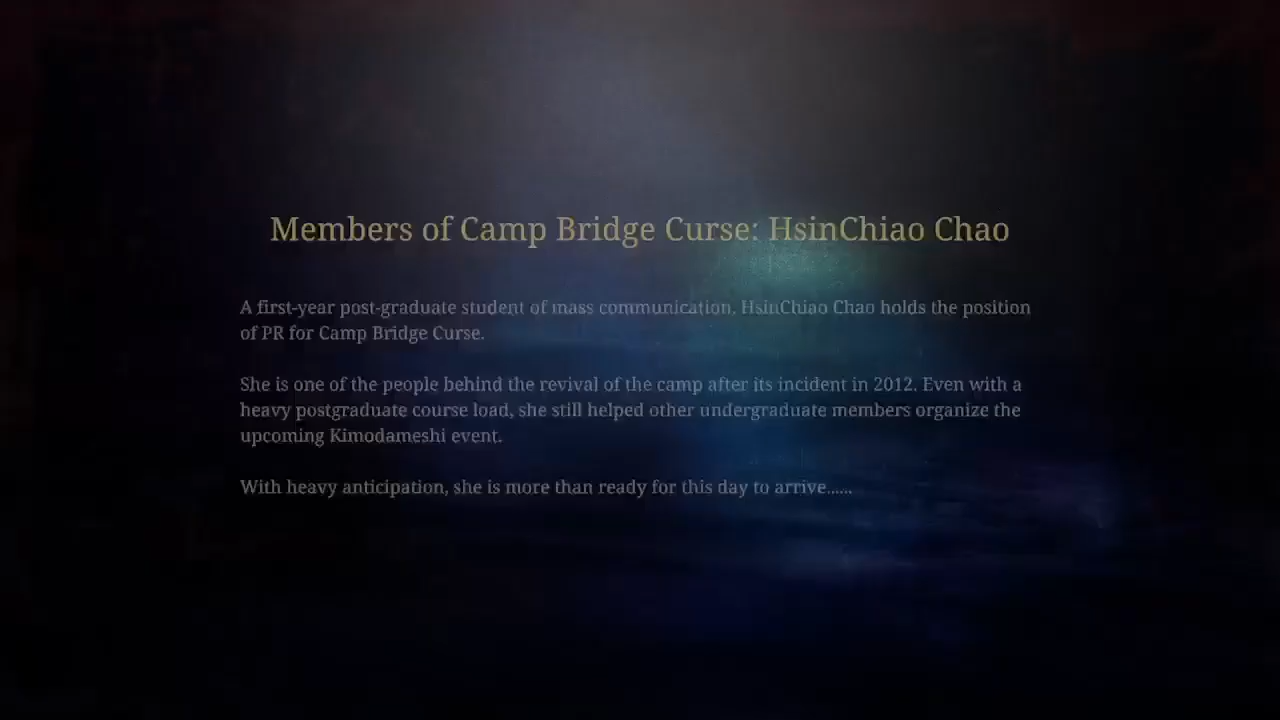 Members of Camp Bridge Curse: HsinChiao Chao
A first-year post-graduate student of mass communication, HsinChiao Chao holds the position
of PR for Camp Bridge Curse.
She is one of the people behind the revival of the camp after its incident in 2012. Even with a
heavy postgraduate course load, she still helped other undergraduate members organize the
upcoming Kimodameshi event.
With heavy anticipation, she is more than ready for this day to arrive......